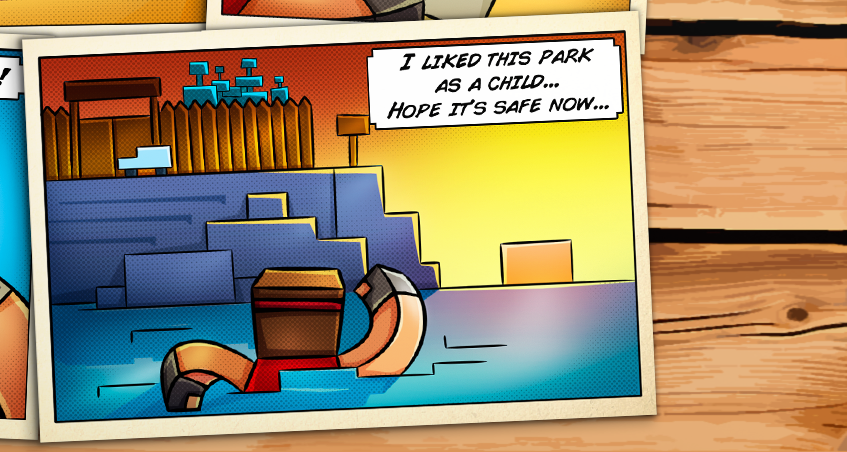 !
I LIKED THIS PARK
AS A CHILD...
HOPE IT'S SAFE NOW...